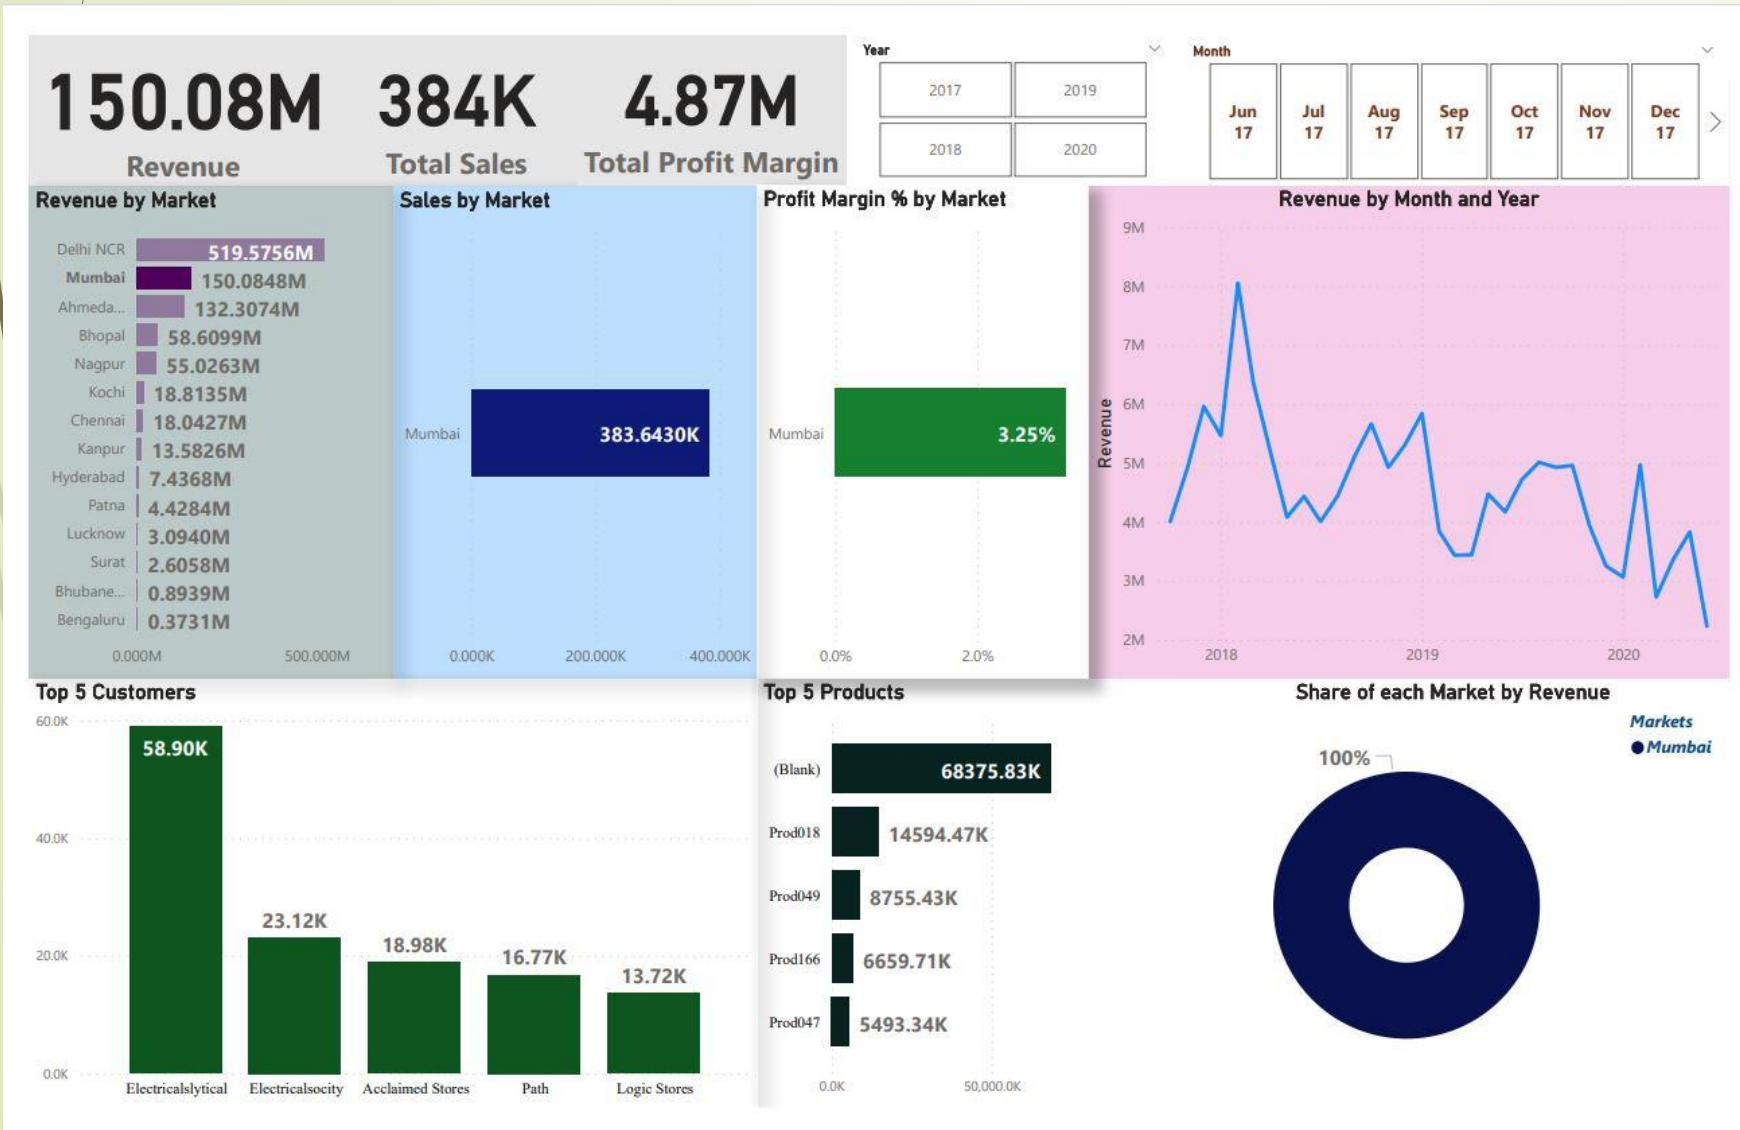 150.08M
Revenue
384K
Total Sales
4.87M
Total Profit Margin
Year
2017
2019
2018
2020
Month
Jun
17
Jul
17
Aug
17
Sep
17
Oct
17
Nov
17
Dec
17
Revenue by Market
Delhi NCR 519.5756M
Mumbai 150.0848M
Ahmeda... 132.3074M
Bhopal 58.6099M
Nagpur 55.0263M
Kochi 18.8135M
Chennai 18.0427M
Kanpur 13.5826M
Hyderabad 7.4368M
Patna 4.4284M
Lucknow 3.0940M
Surat 2.6058M
Bhubane... 0.8939M
Bengaluru 0.3731M
0.000M 500.000M
Sales by Market
Mumbai 383.6430K
0.000K 200.000K 400.000K
Profit Margin % by Market
Mumbai 3.25%
0.0% 2.0%
Revenue by Month and Year
9M
8M
7M
6M
5M
4M
3M
2M
Revenue
2018 2019 2020
Top 5 Customers
60.0K
40.0K
20.0K
0.0K
58.90K
23.12K
18.98K
16.77K
13.72K
Electricalslytical Electricalsocity Acclaimed Stores Path Logic Stores
Top 5 Products
(Blank) 68375.83K
Prod018 14594.47K
Prod049 8755.43K
Prod166 6659.71K
Prod047 5493.34K
0.0K 50,000.0K
Share of each Market by Revenue
Markets
Mumbai
100%